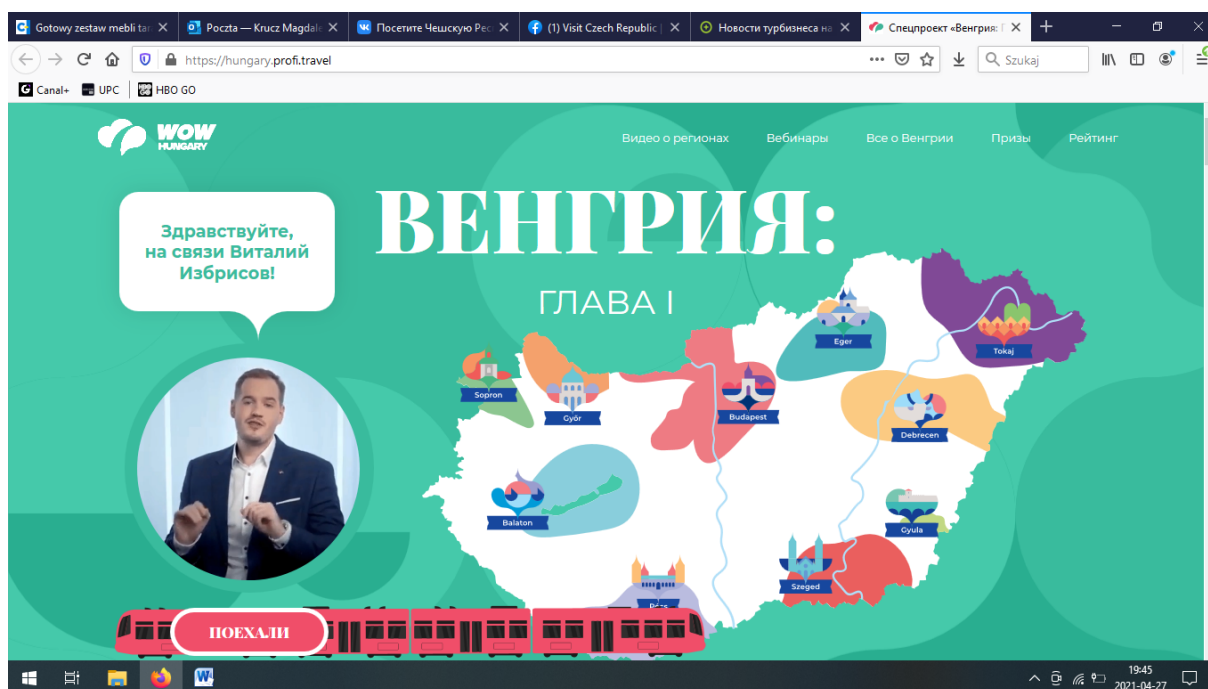 Gotowy zestaw mebli tar
Poczta — Krucz Magdale
Посетите Чешскую Рес
(1) Visit Czech Republic |
Новости турбизнеса на
Спецпроект «Венгрия: Г
https://hungary.profi.travel
Szukaj
Canal+
UPC
HBO GO
WOW
HUNGARY
Видео о регионах
Вебинары
Все о Венгрии
Призы
Рейтинг
Здравствуйте,
на связи Виталий
Избрисов!
ВЕНГРИЯ:
ГЛАВА I
Eger
Tokaj
Sopron
Győr
Budapest
Debrecen
Balaton
Gyula
Szeged
Pécs
ПОЕХАЛИ
19:45
2021-04-27